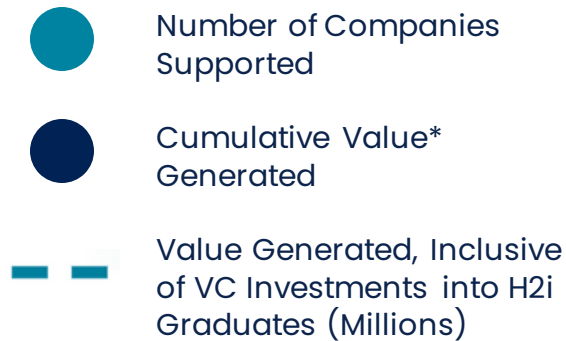 Number of Companies
Supported
Cumulative Value*
Generated
Value Generated, Inclusive
of VC Investments into H2i
Graduates (Millions)